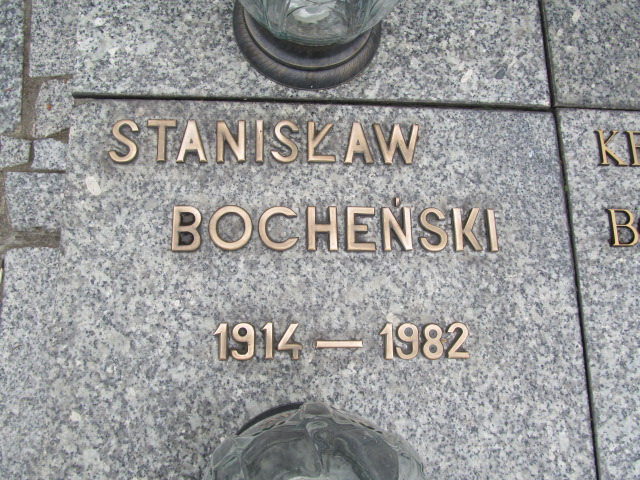 STANISŁAW
BOCHEŃSKI
1914 — 1982